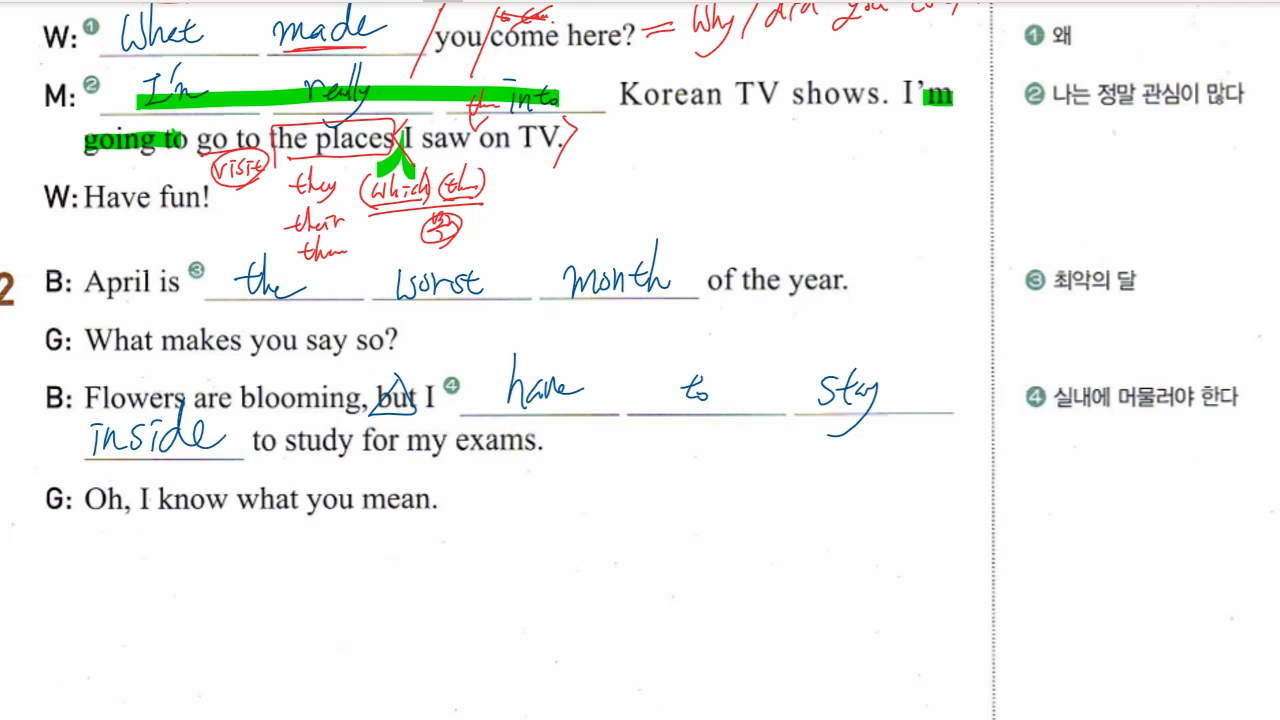 W: ❶ What made you come here? = Why / did you co
❶ 왜
M: ❷ I'm really into Korean TV shows. I'm
❷ 나는 정말 관심이 많다
going to go to the places I saw on TV.
visit they (which)
their
them
W: Have fun!
2 B: April is ❸ the worst month of the year.
❸ 최악의 달
G: What makes you say so?
B: Flowers are blooming, but I ❹ have to stay
❹ 실내에 머물러야 한다
inside to study for my exams.
G: Oh, I know what you mean.